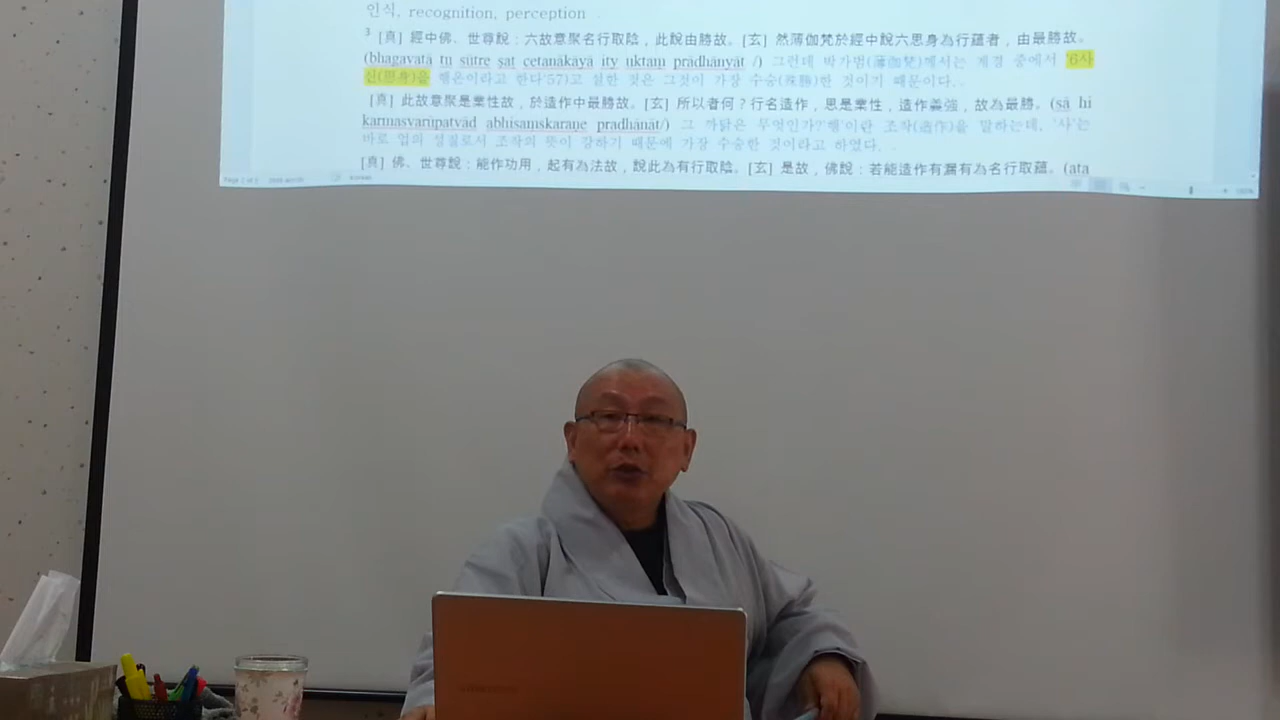 인식, recognition, perception
3 [真] 經中佛、世尊說：六故意聚名行取陰，此說由勝故。[玄] 然薄伽梵於經中說六思身為行蘊者，由最勝故。
(bhagavatā tu sūtre ṣaṭ cetanākāyā ity uktaṃ prādhānyāt /) 그런데 박가범(薄伽梵)께서는 계경 중에서 '6사
신(思身)을 행온이라고 한다'57)고 설한 것은 그것이 가장 수승(殊勝)한 것이기 때문이다.
[真] 此故意聚是業性故，於造作中最勝故。[玄] 所以者何？行名造作，思是業性，造作義強，故為最勝。(sā hi
karmasvarūpatvād abhisaṃskaraṇe pradhānāt/) 그 까닭은 무엇인가? '행'이란 조작(造作)을 말하는데, '사'는
바로 업의 성질로서 조작의 뜻이 강하기 때문에 가장 수승한 것이라고 하였다.
[真] 佛、世尊說：能作功用，起有為法故，說此為有行取陰。[玄] 是故，佛說：若能造作有漏有為名行取蘊。(ata
Page 2 of 2